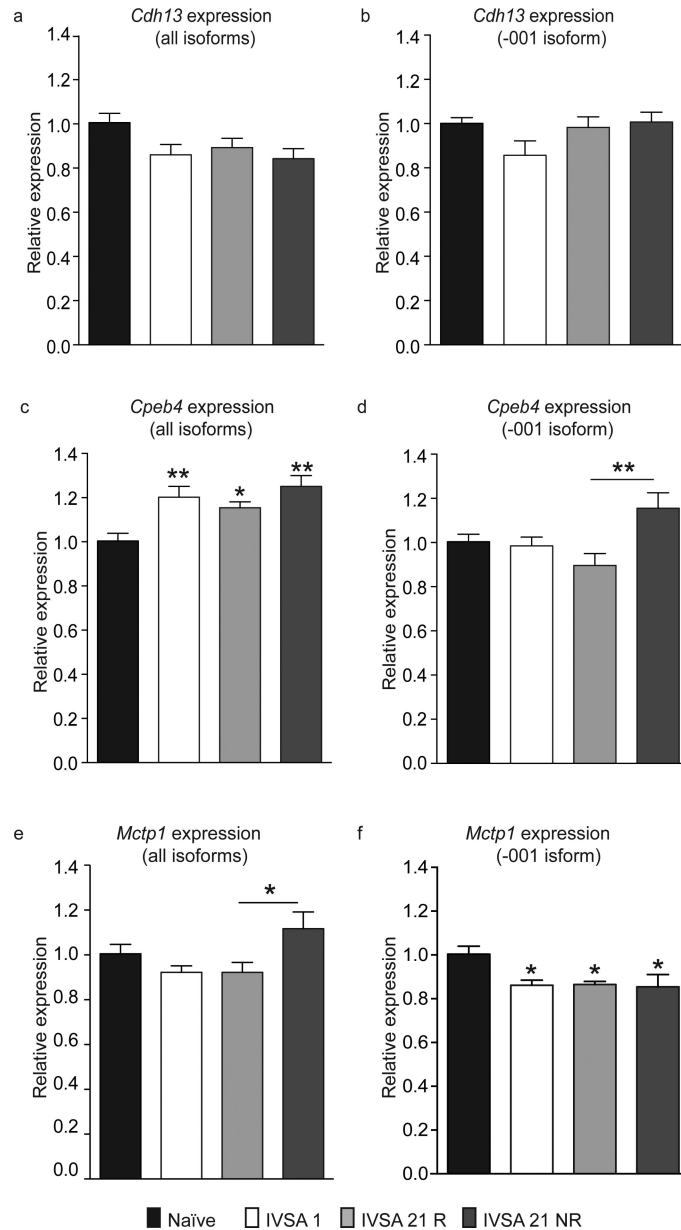 a
Cdh13 expression
(all isoforms)
1.4
1.2
1.0
0.8
0.6
0.4
0.2
0.0
Relative expression
b
Cdh13 expression
(-001 isoform)
1.4
1.2
1.0
0.8
0.6
0.4
0.2
0.0
Relative expression
c
Cpeb4 expression
(all isoforms)
1.4
1.2
1.0
0.8
0.6
0.4
0.2
0.0
Relative expression
**
*
**
d
Cpeb4 expression
(-001 isoform)
1.4
1.2
1.0
0.8
0.6
0.4
0.2
0.0
Relative expression
**
e
Mctp1 expression
(all isoforms)
1.4
1.2
1.0
0.8
0.6
0.4
0.2
0.0
Relative expression
*
f
Mctp1 expression
(-001 isform)
1.4
1.2
1.0
0.8
0.6
0.4
0.2
0.0
Relative expression
*
*
*
Naïve IVSA 1 IVSA 21 R IVSA 21 NR